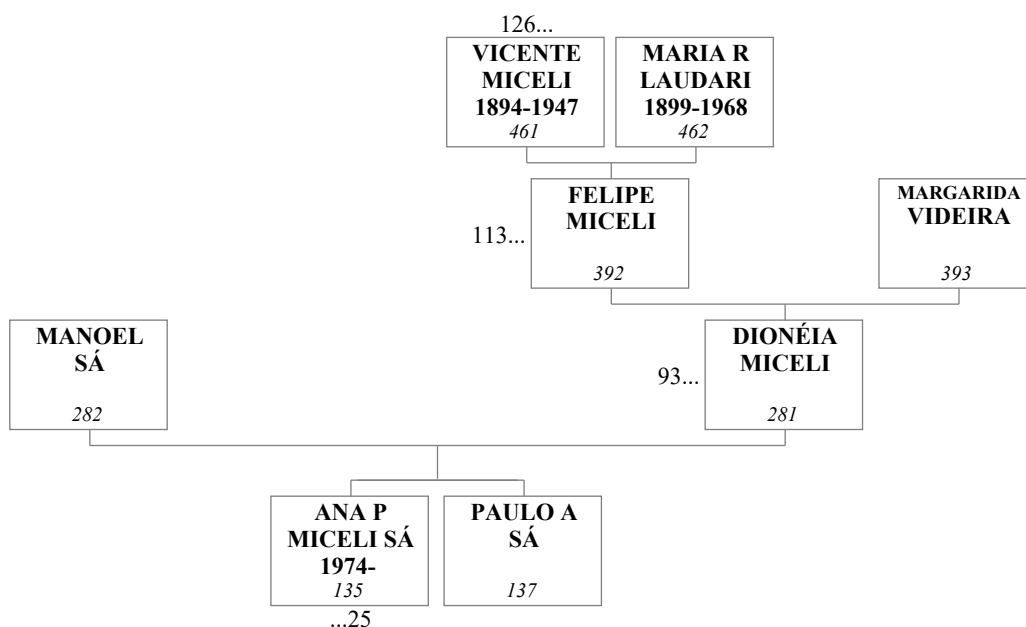 126...
VICENTE
MICELI
1894-1947
461
MARIA R
LAUDARI
1899-1968
462
FELIPE
MICELI
392
113...
MARGARIDA
VIDEIRA
393
MANOEL
SÁ
282
DIONÉIA
MICELI
281
93...
ANA P
MICELI SÁ
1974-
135
...25
PAULO A
SÁ
137